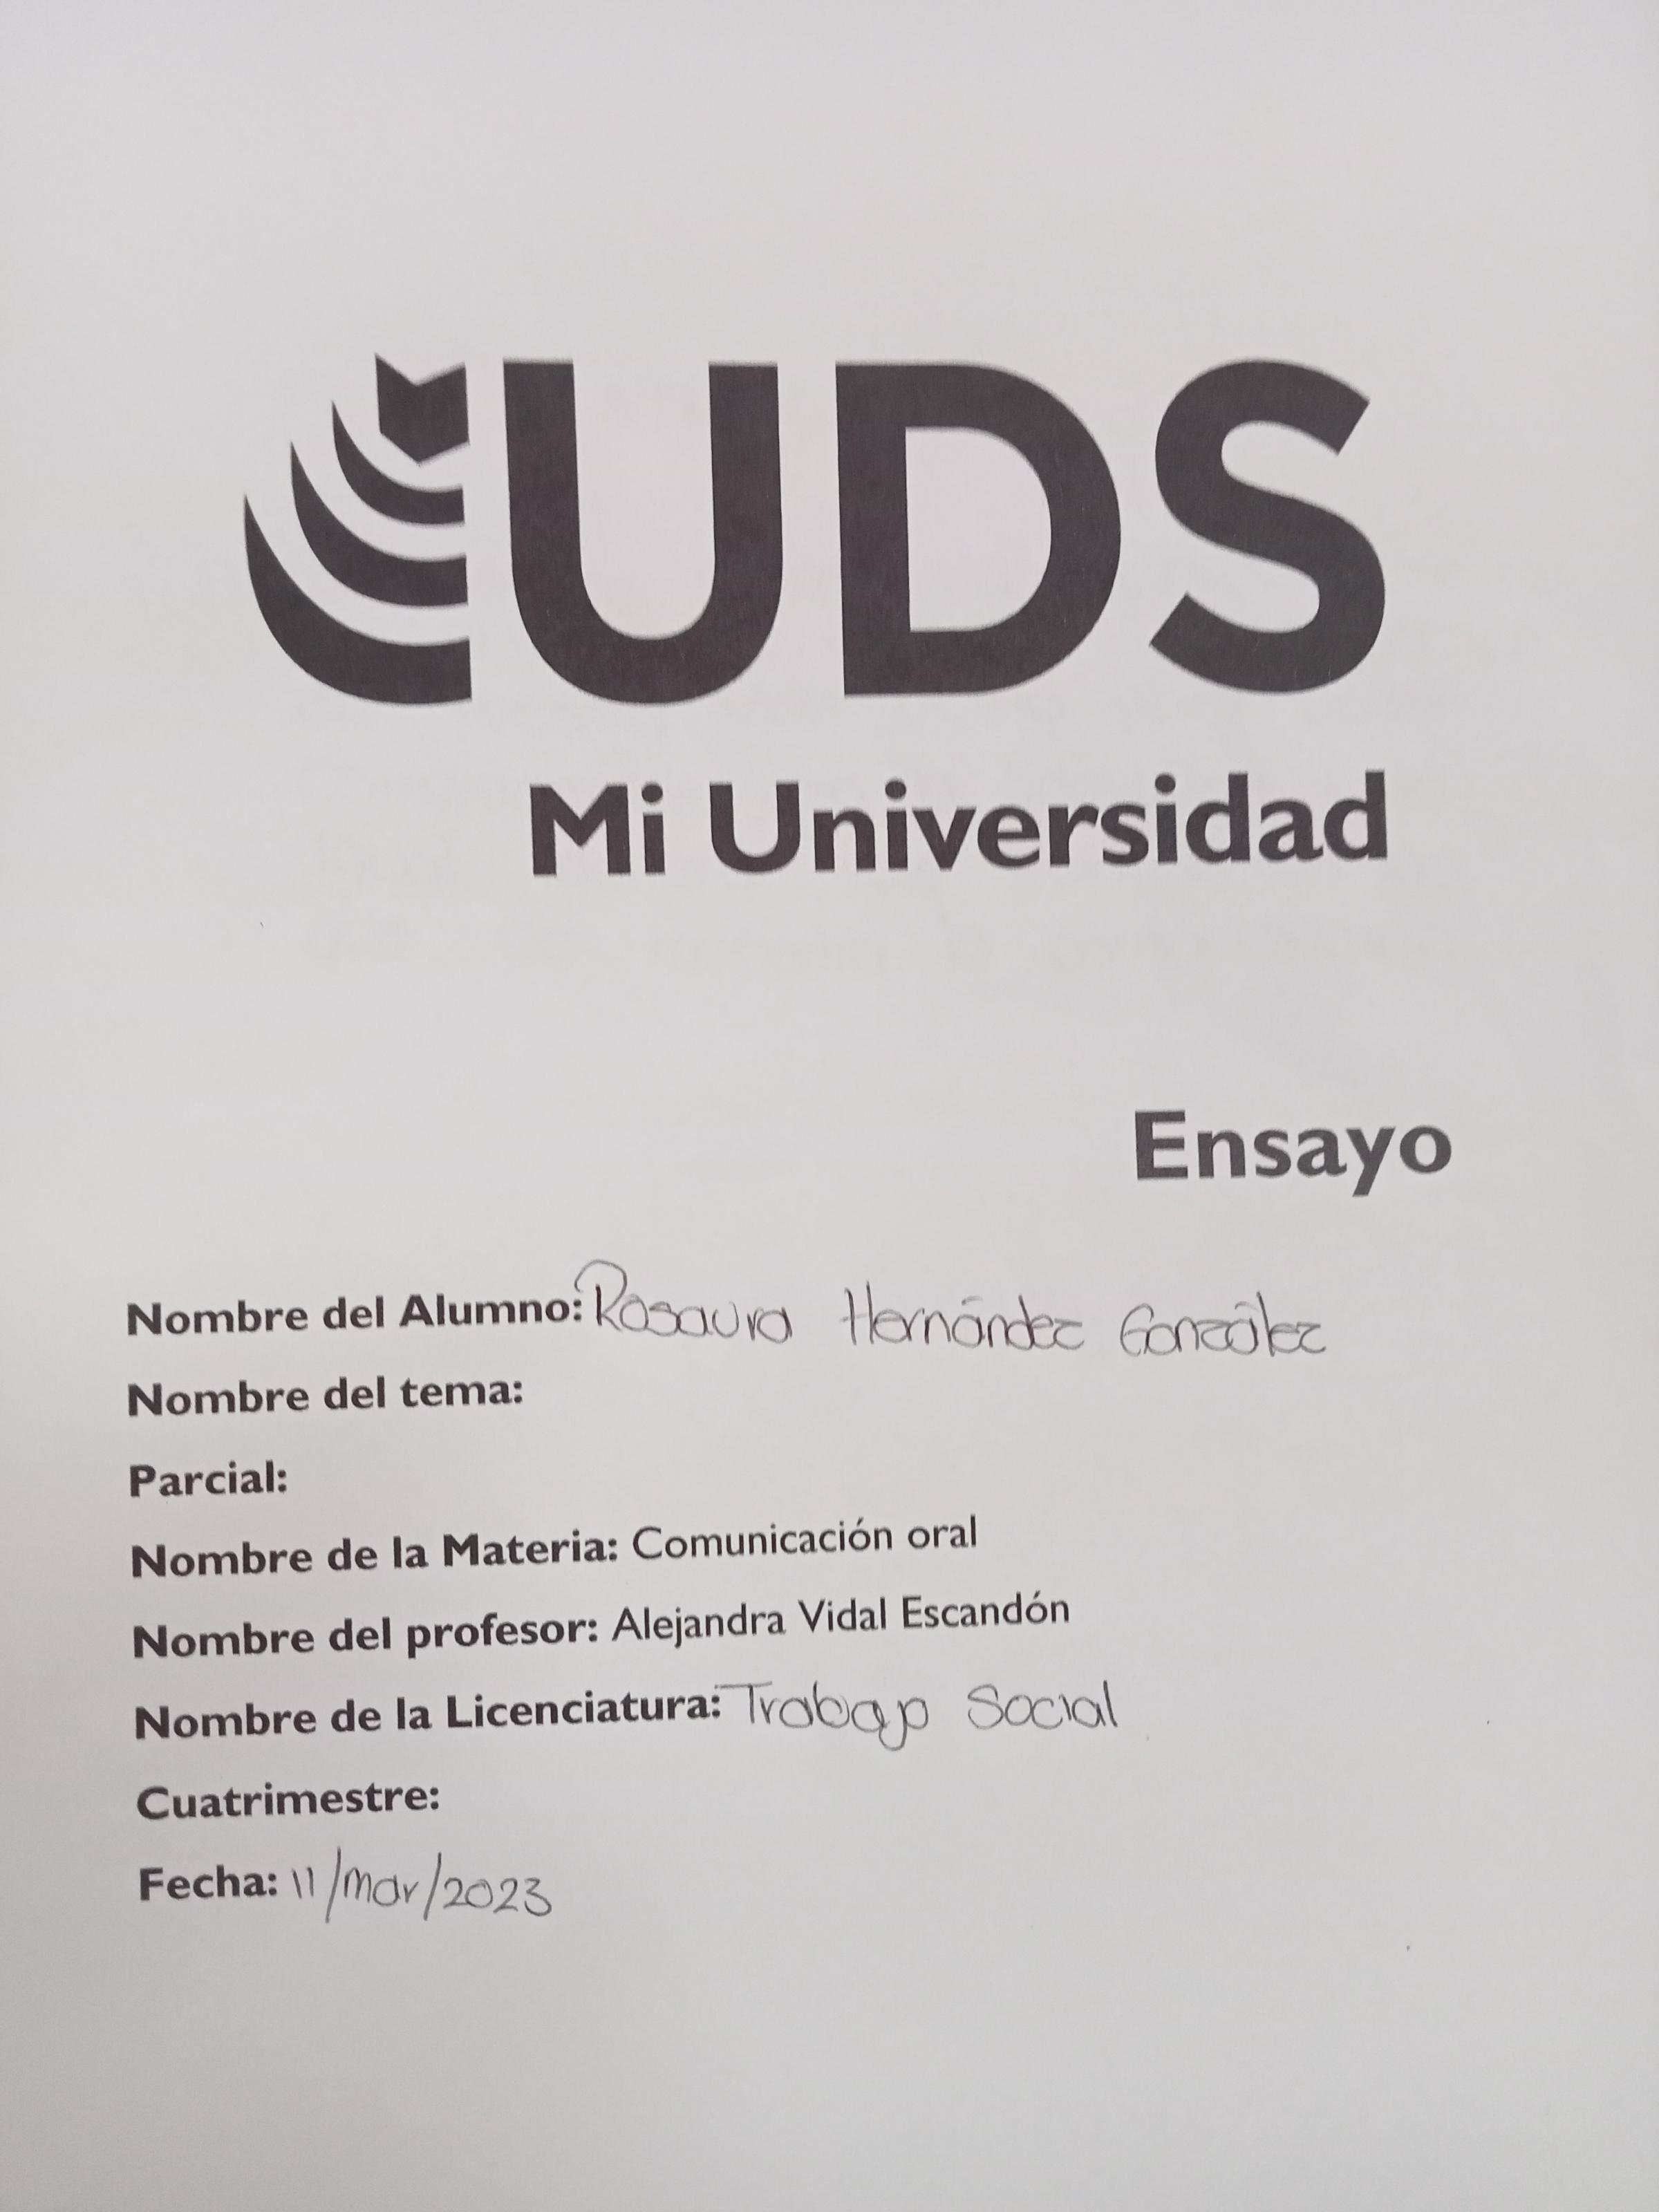 UDS
Mi Universidad
Ensayo
Nombre del Alumno: Rosaura Hernández González
Nombre del tema:
Parcial:
Nombre de la Materia: Comunicación oral
Nombre del profesor: Alejandra Vidal Escandón
Nombre de la Licenciatura: Trabajo Social
Cuatrimestre:
Fecha: 11/mar/2023